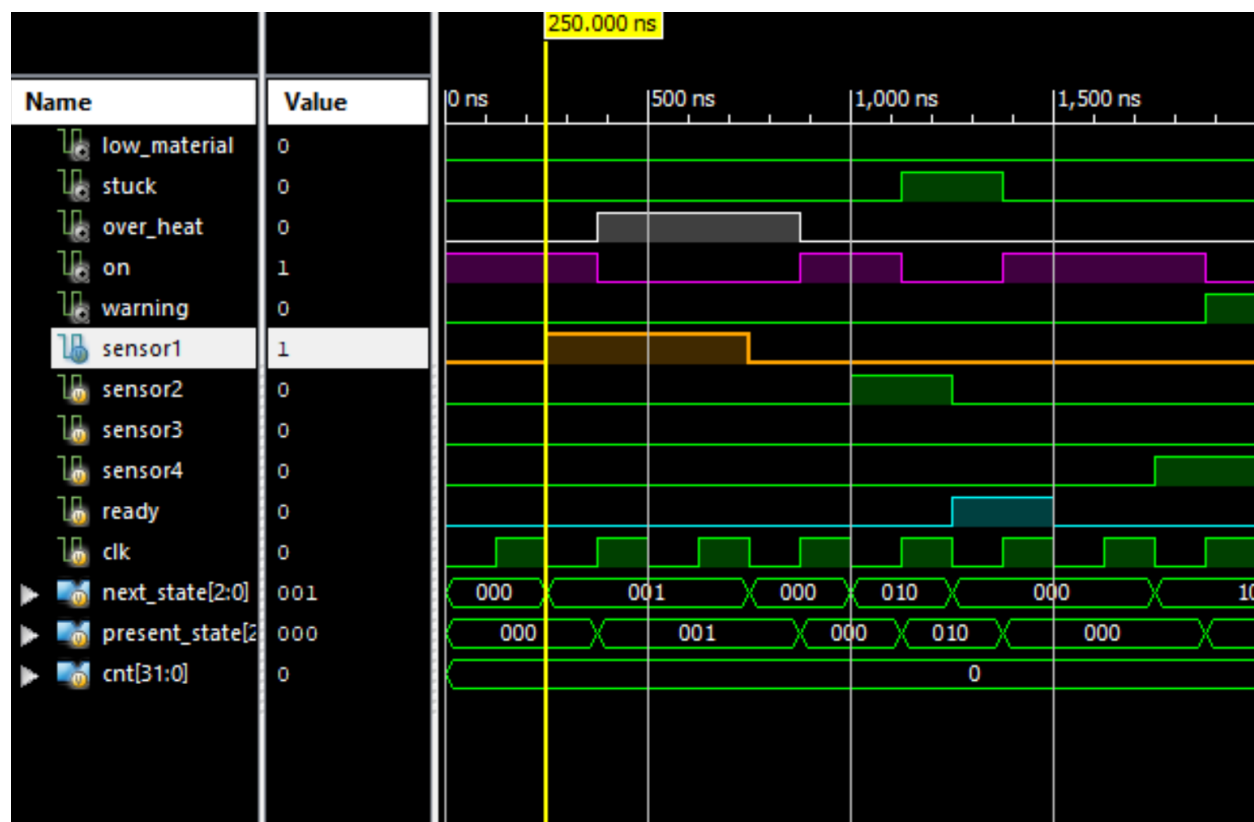 250.000 ns
Name Value 0 ns 500 ns 1,000 ns 1,500 ns
low_material 0
stuck 0
over_heat 0
on 1
warning 0
sensor1 1
sensor2 0
sensor3 0
sensor4 0
ready 0
clk 0
next_state[2:0] 001 000 001 000 010 000 10
present_state[2 000 000 001 000 010 000
cnt[31:0] 0 0